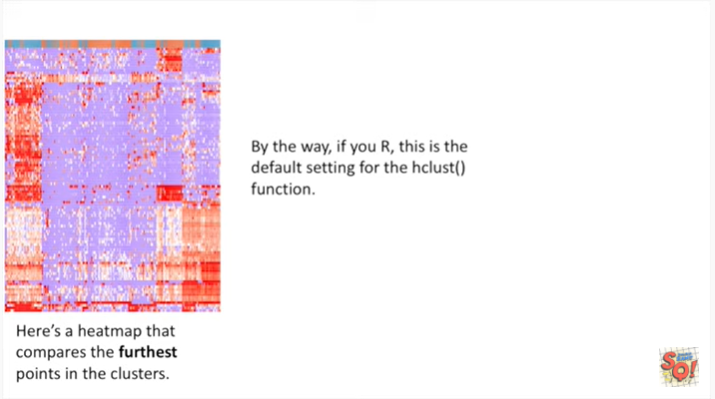 By the way, if you R, this is the
default setting for the hclust()
function.
Here's a heatmap that
compares the furthest
points in the clusters.